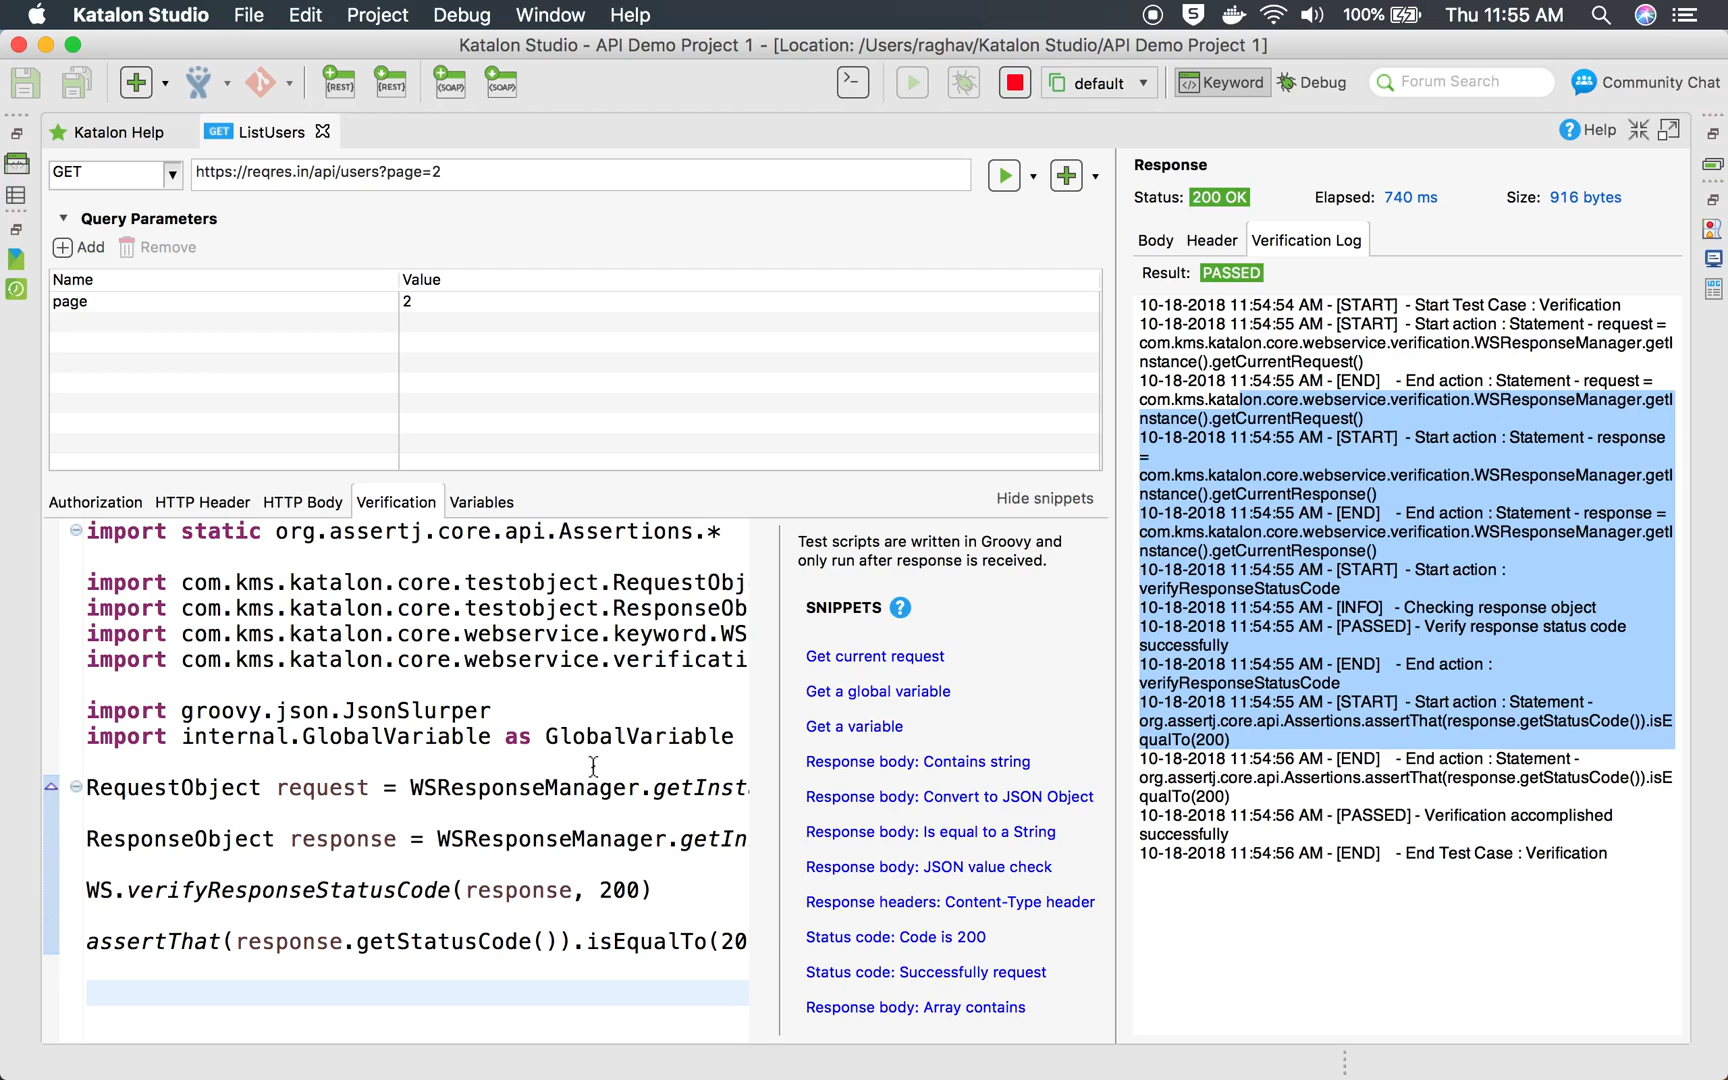 Katalon Studio File Edit Project Debug Window Help S 100% Thu 11:55 AM
Katalon Studio - API Demo Project 1 - [Location: /Users/raghav/Katalon Studio/API Demo Project 1]
{REST} {REST} {SOAP} {SOAP} default Keyword Debug Forum Search Community Chat
Katalon Help GET ListUsers Help
GET https://reqres.in/api/users?page=2
Query Parameters
Add Remove
Name Value
page 2
Authorization HTTP Header HTTP Body Verification Variables Hide snippets
import static org.assertj.core.api.Assertions.*
import com.kms.katalon.core.testobject.RequestObj
import com.kms.katalon.core.testobject.ResponseOb
import com.kms.katalon.core.webservice.keyword.WS
import com.kms.katalon.core.webservice.verificati
import groovy.json.JsonSlurper
import internal.GlobalVariable as GlobalVariable
RequestObject request = WSResponseManager.getInst
ResponseObject response = WSResponseManager.getIn
WS.verifyResponseStatusCode(response, 200)
assertThat(response.getStatusCode()).isEqualTo(20
Test scripts are written in Groovy and
only run after response is received.
SNIPPETS ?
Get current request
Get a global variable
Get a variable
Response body: Contains string
Response body: Convert to JSON Object
Response body: Is equal to a String
Response body: JSON value check
Response headers: Content-Type header
Status code: Code is 200
Status code: Successfully request
Response body: Array contains
Response
Status: 200 OK Elapsed: 740 ms Size: 916 bytes
Body Header Verification Log
Result: PASSED
10-18-2018 11:54:54 AM - [START] - Start Test Case : Verification
10-18-2018 11:54:55 AM - [START] - Start action : Statement - request =
com.kms.katalon.core.webservice.verification.WSResponseManager.getI
nstance().getCurrentRequest()
10-18-2018 11:54:55 AM - [END] - End action : Statement - request =
com.kms.katalon.core.webservice.verification.WSResponseManager.getI
nstance().getCurrentRequest()
10-18-2018 11:54:55 AM - [START] - Start action : Statement - response
=
com.kms.katalon.core.webservice.verification.WSResponseManager.getI
nstance().getCurrentResponse()
10-18-2018 11:54:55 AM - [END] - End action : Statement - response =
com.kms.katalon.core.webservice.verification.WSResponseManager.getI
nstance().getCurrentResponse()
10-18-2018 11:54:55 AM - [START] - Start action :
verifyResponseStatusCode
10-18-2018 11:54:55 AM - [INFO] - Checking response object
10-18-2018 11:54:55 AM - [PASSED] - Verify response status code
successfully
10-18-2018 11:54:55 AM - [END] - End action :
verifyResponseStatusCode
10-18-2018 11:54:55 AM - [START] - Start action : Statement -
org.assertj.core.api.Assertions.assertThat(response.getStatusCode()).isE
qualTo(200)
10-18-2018 11:54:56 AM - [END] - End action : Statement -
org.assertj.core.api.Assertions.assertThat(response.getStatusCode()).isE
qualTo(200)
10-18-2018 11:54:56 AM - [PASSED] - Verification accomplished
successfully
10-18-2018 11:54:56 AM - [END] - End Test Case : Verification